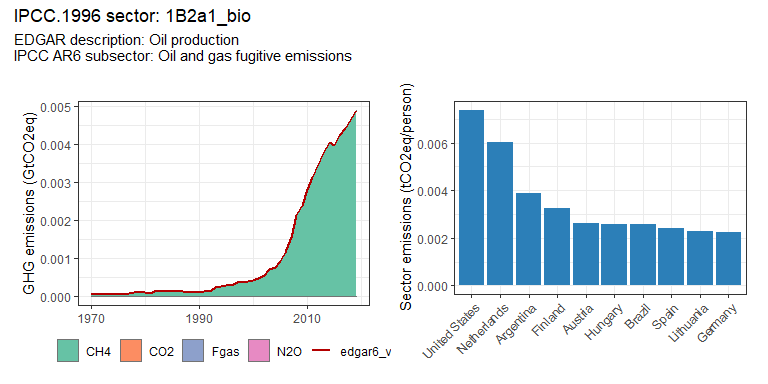 IPCC.1996 sector: 1B2a1_bio
EDGAR description: Oil production
IPCC AR6 subsector: Oil and gas fugitive emissions
GHG emissions (GtCO2eq)
0.005
0.004
0.003
0.002
0.001
0.000
1970
1990
2010
CH4
CO2
Fgas
N2O
edgar6_v
Sector emissions (tCO2eq/person)
0.006
0.004
0.002
0.000
United States
Netherlands
Argentina
Finland
Austria
Hungary
Brazil
Spain
Lithuania
Germany